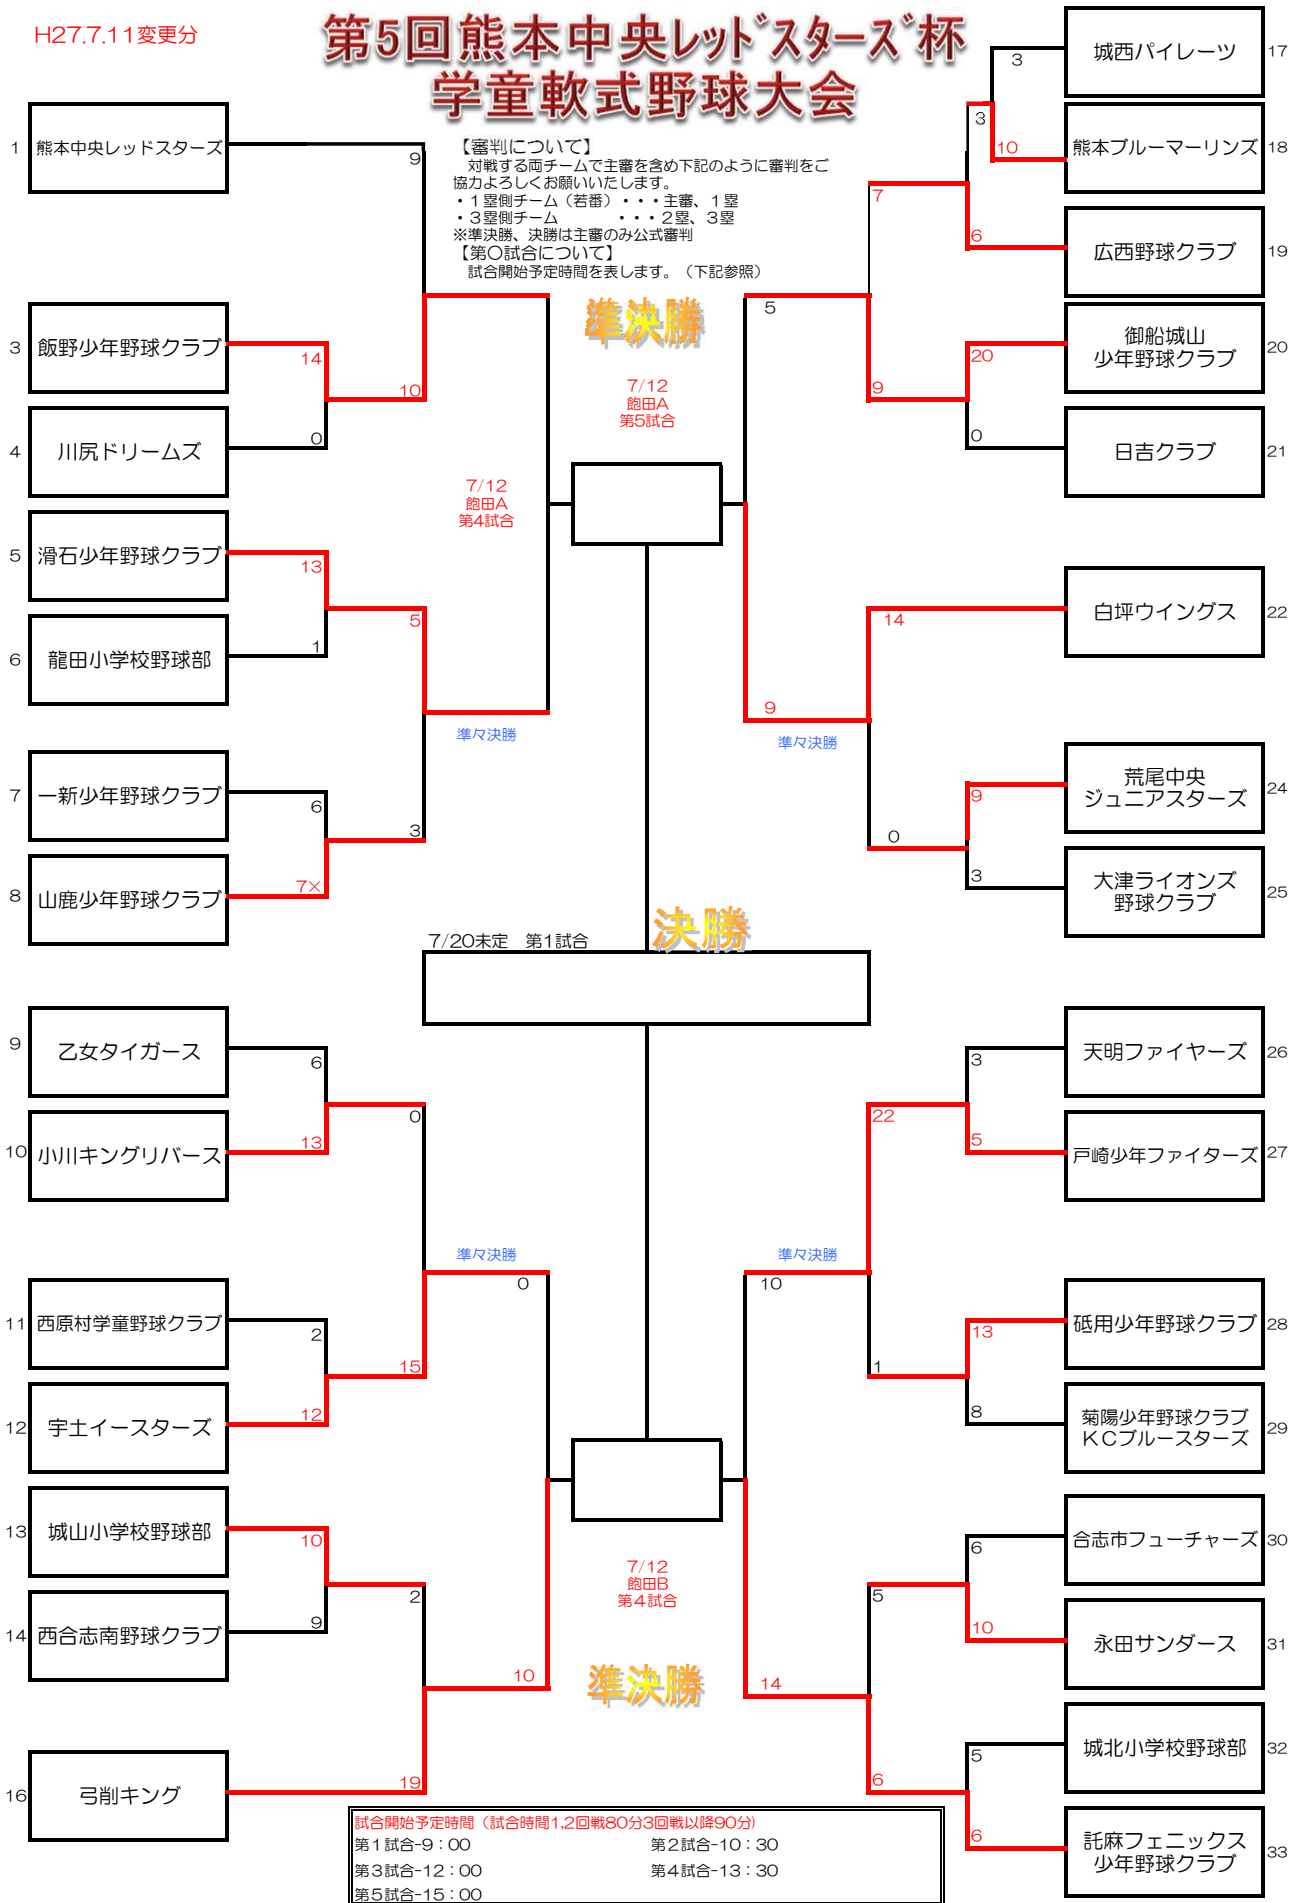 H27.7.11変更分
第5回熊本中央レッドスターズ杯
学童軟式野球大会
【審判について】
対戦する両チームで主審を含め下記のように審判をご
協力よろしくお願いいたします。
・1塁側チーム（若番）・・・主審、1塁
・3塁側チーム　　　・・・2塁、3塁
※準決勝、決勝は主審のみ公式審判
【第〇試合について】
試合開始予定時間を表します。（下記参照）
1 熊本中央レッドスターズ
9
3 飯野少年野球クラブ
14
10
4 川尻ドリームズ
0
5 滑石少年野球クラブ
13
5
6 龍田小学校野球部
1
準々決勝
7 一新少年野球クラブ
6
3
8 山鹿少年野球クラブ
7×
7/12
飽田A
第4試合
準決勝
7/12
飽田A
第5試合
城西パイレーツ 17
3
3
熊本ブルーマーリンズ 18
10
7
広西野球クラブ 19
6
5
御船城山
少年野球クラブ 20
20
9
日吉クラブ 21
0
白坪ウイングス 22
14
9
準々決勝
荒尾中央
ジュニアスターズ 24
9
0
大津ライオンズ
野球クラブ 25
3
7/20未定　第1試合
決勝
9 乙女タイガース
6
0
10 小川キングリバース
13
準々決勝
0
11 西原村学童野球クラブ
2
15
12 宇土イースターズ
12
13 城山小学校野球部
10
2
14 西合志南野球クラブ
9
10
16 弓削キング
19
7/12
飽田B
第4試合
準決勝
天明ファイヤーズ 26
3
22
戸崎少年ファイターズ 27
5
準々決勝
10
砥用少年野球クラブ 28
13
1
菊陽少年野球クラブ
KCブルースターズ 29
8
合志市フューチャーズ 30
6
5
永田サンダース 31
10
14
城北小学校野球部 32
5
6
託麻フェニックス
少年野球クラブ 33
6
試合開始予定時間（試合時間1,2回戦80分3回戦以降90分）
第1試合-9：00　第2試合-10：30
第3試合-12：00　第4試合-13：30
第5試合-15：00